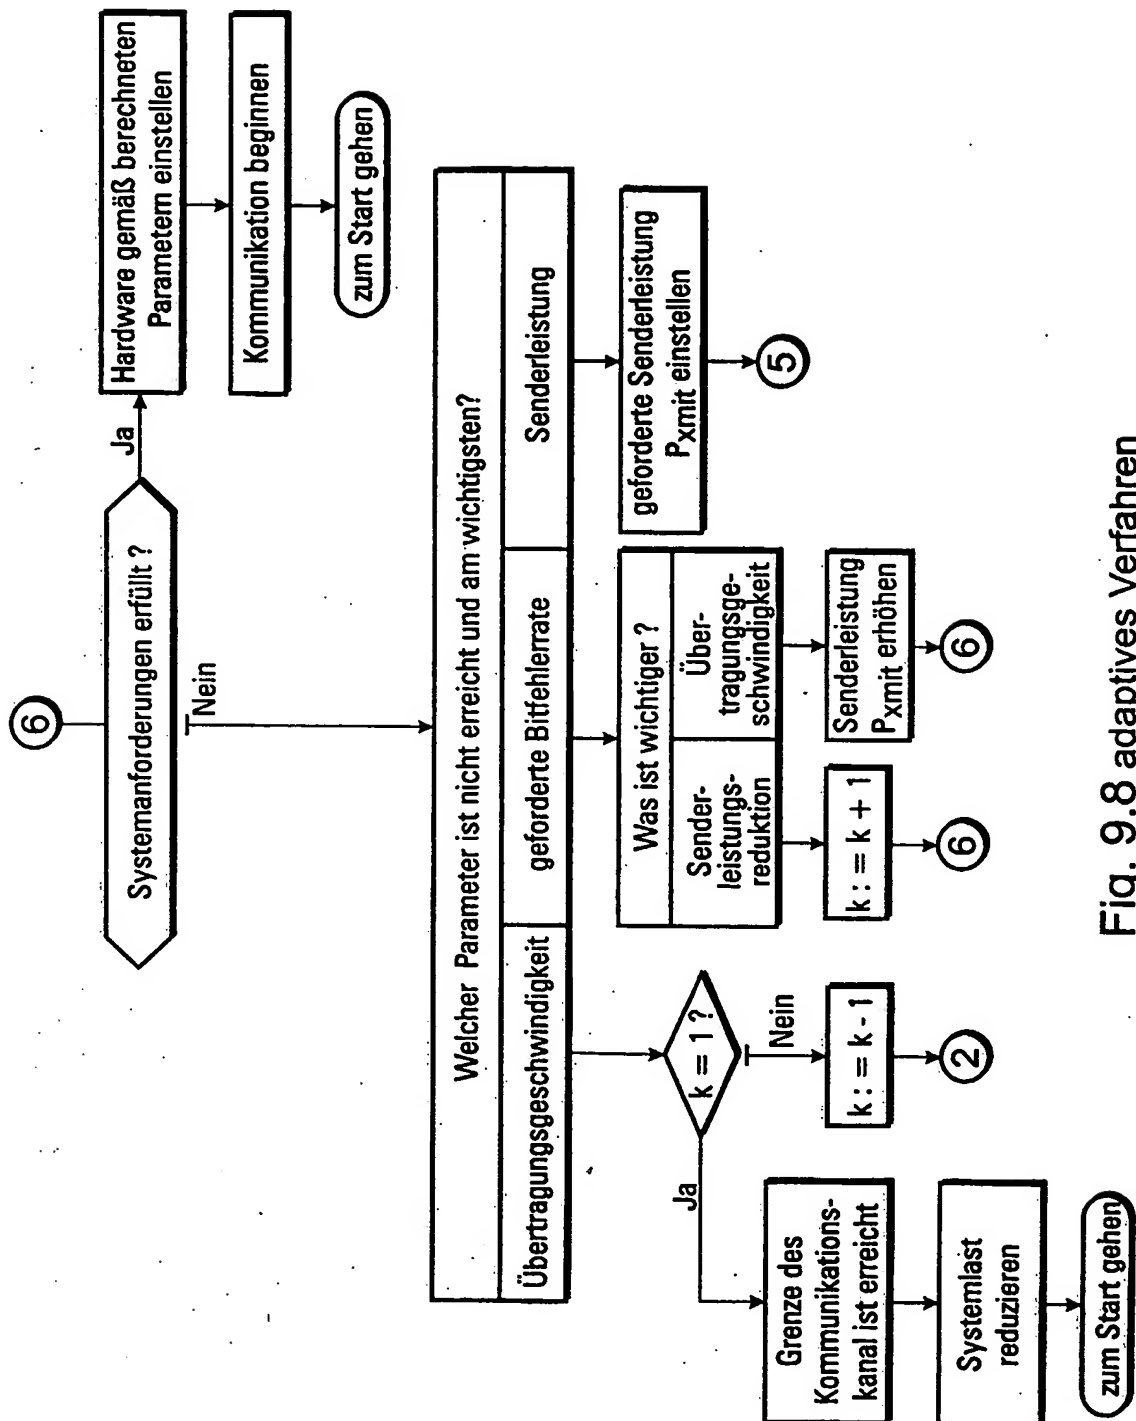 6
Systemanforderungen erfüllt ?
Ja
Hardware gemäß berechneten
Parametern einstellen
Kommunikation beginnen
zum Start gehen
Nein
Welcher Parameter ist nicht erreicht und am wichtigsten?
Übertragungsgeschwindigkeit
geforderte Bitfehlerrate
Senderleistung
k = 1 ?
Ja
Nein
Grenze des
Kommunikations-
kanal ist erreicht
Systemlast
reduzieren
zum Start gehen
k : = k - 1
2
Was ist wichtiger ?
Sender-
leistungs-
reduktion
Über-
tragungsge-
schwindigkeit
k : = k + 1
6
Senderleistung
Pxmit erhöhen
6
geforderte Senderleistung
Pxmit einstellen
5
Fig. 9.8 adaptives Verfahren